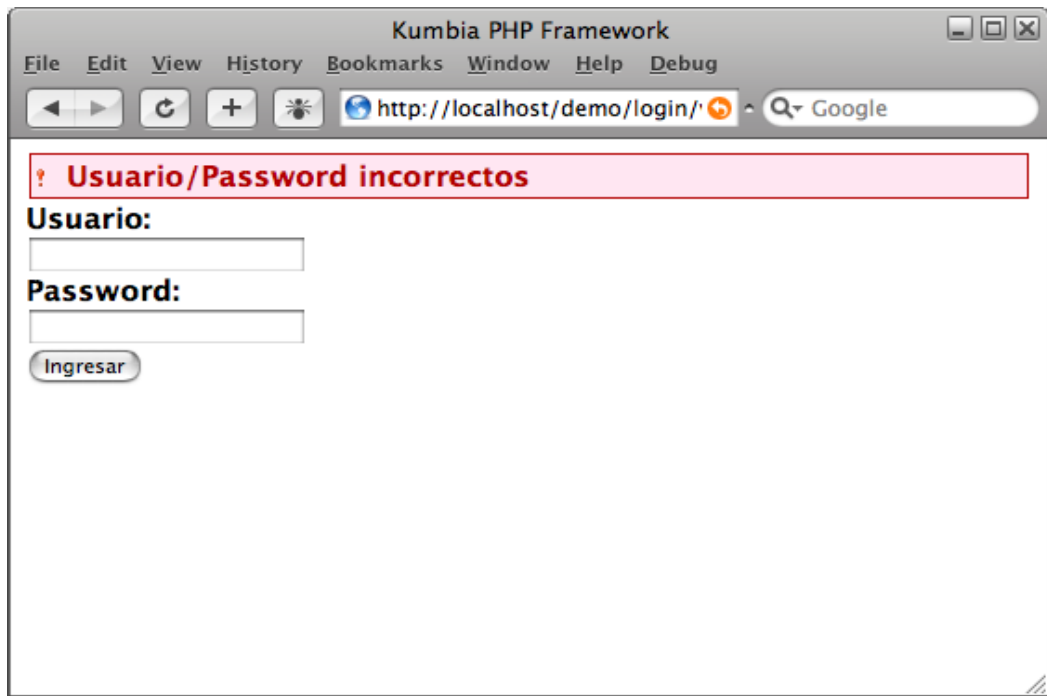 Kumbia PHP Framework
File Edit View History Bookmarks Window Help Debug
http://localhost/demo/login/ Google
Usuario/Password incorrectos
Usuario:
Password:
Ingresar